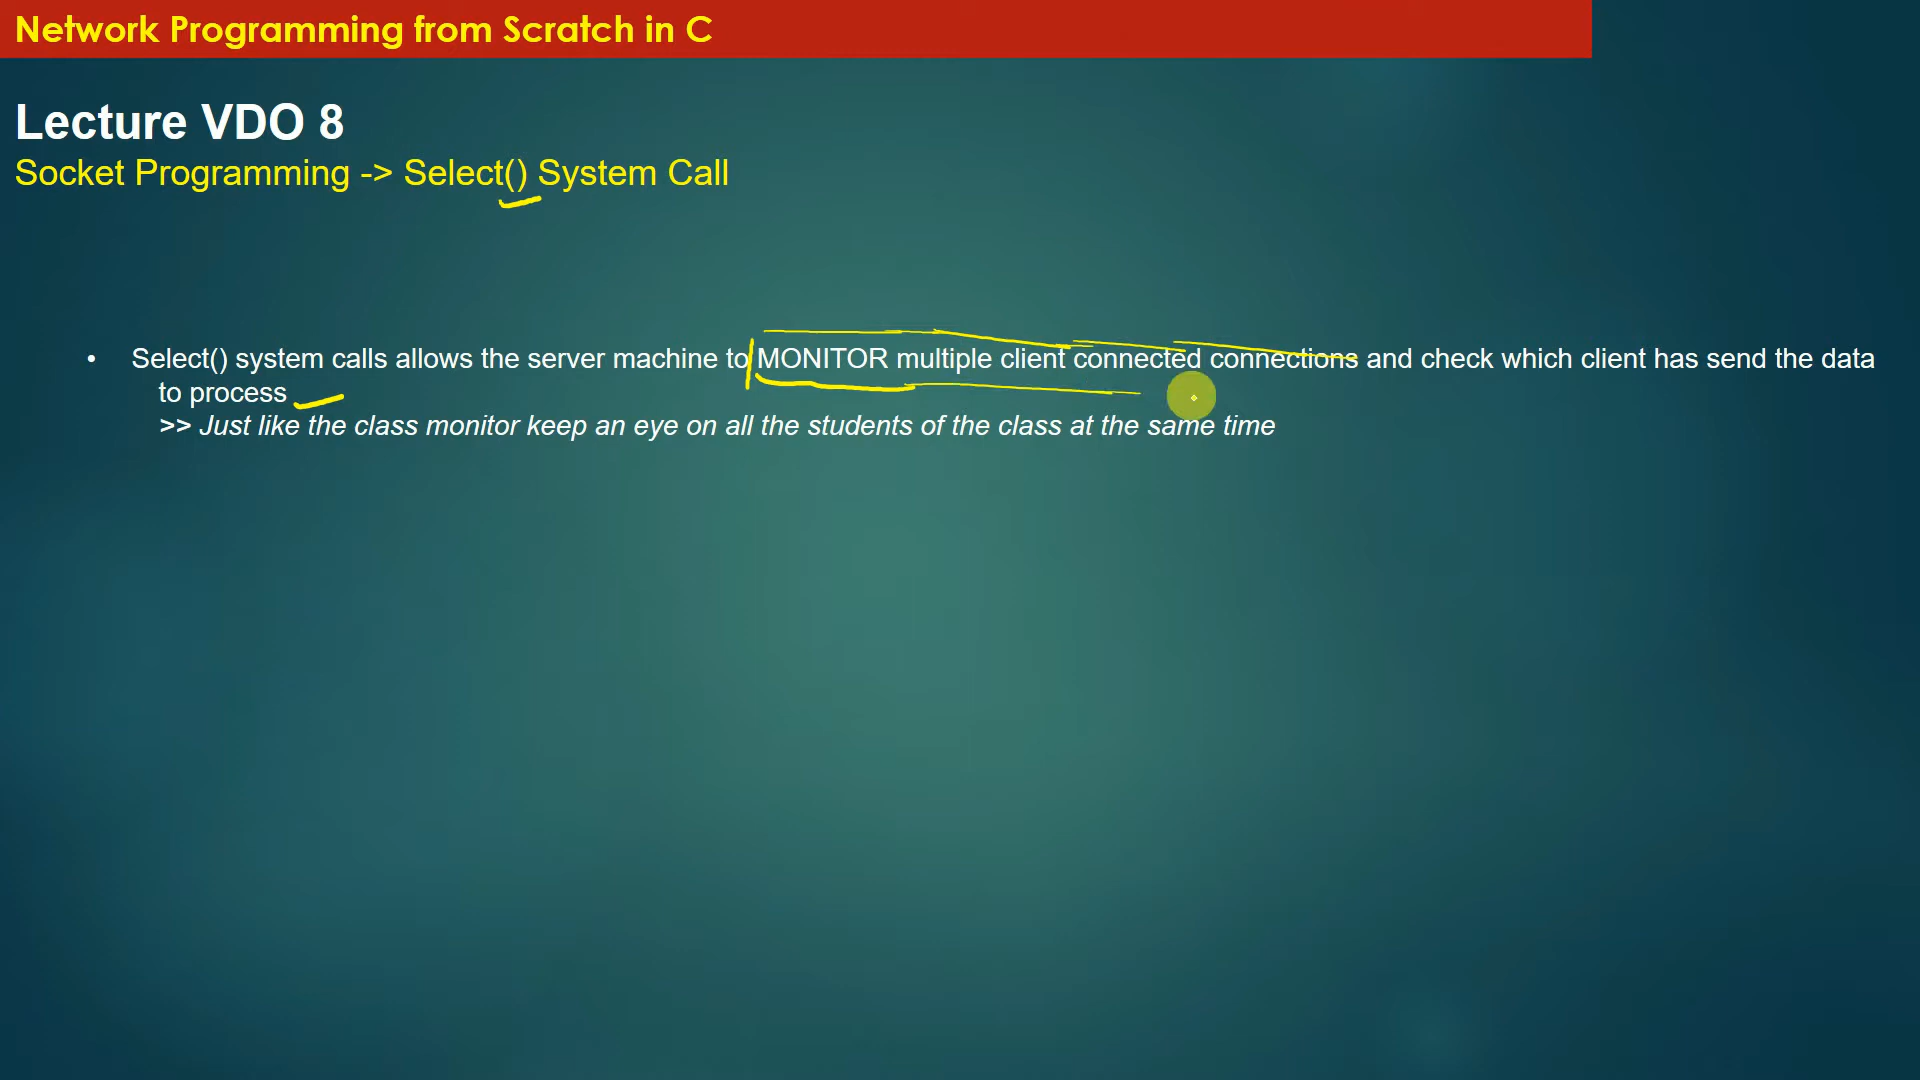 Network Programming from Scratch in C
Lecture VDO 8
Socket Programming -> Select() System Call
• Select() system calls allows the server machine to MONITOR multiple client connected connections and check which client has send the data
to process
>> Just like the class monitor keep an eye on all the students of the class at the same time